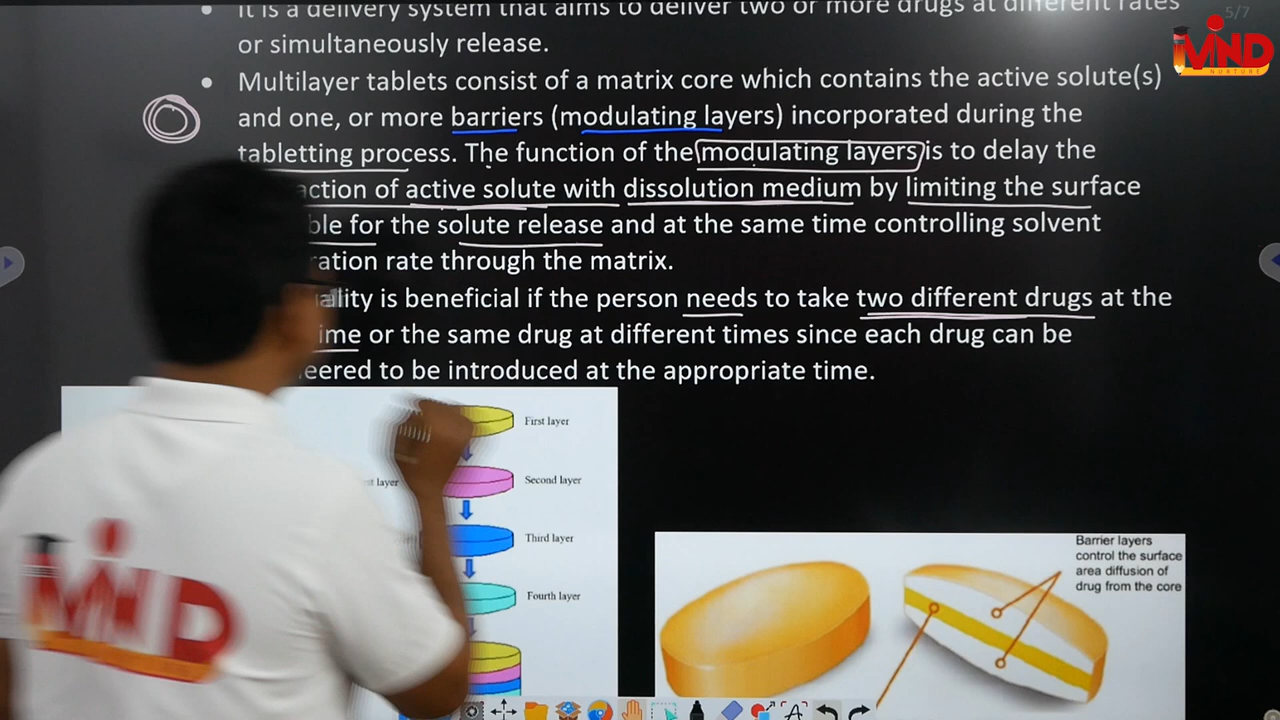 It is a delivery system that aims to deliver two or more drugs at different rates
5/7
or simultaneously release.
MIND
NURTURE
Multilayer tablets consist of a matrix core which contains the active solute(s)
and one, or more barriers (modulating layers) incorporated during the
tabletting process. The function of the modulating layers is to delay the
action of active solute with dissolution medium by limiting the surface
ble for the solute release and at the same time controlling solvent
ration rate through the matrix.
ality is beneficial if the person needs to take two different drugs at the
ime or the same drug at different times since each drug can be
eered to be introduced at the appropriate time.
First layer
st layer
Second layer
Third layer
Fourth layer
Barrier layers
control the surface
area diffusion of
drug from the core
MIND